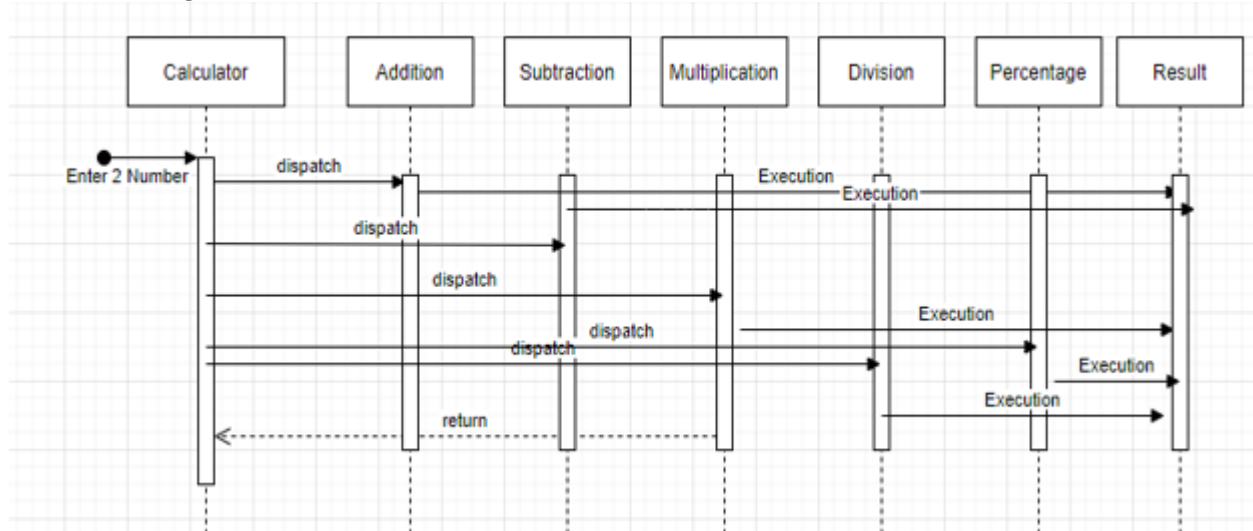 Calculator
Addition
Subtraction
Multiplication
Division
Percentage
Result
Enter 2 Number
dispatch
Execution
Execution
dispatch
dispatch
Execution
dispatch
dispatch
Execution
Execution
return